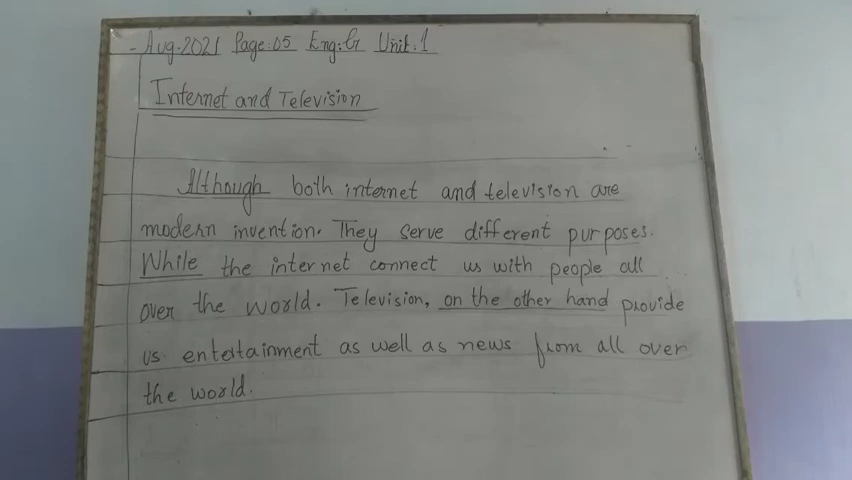 - Aug-2021 Page:05 Eng:G Unit:1
Internet and Television
Although both internet and television are
modern invention. They serve different purposes.
While the internet connect us with people all
over the world. Television, on the other hand provide
us entertainment as well as news from all over
the world.